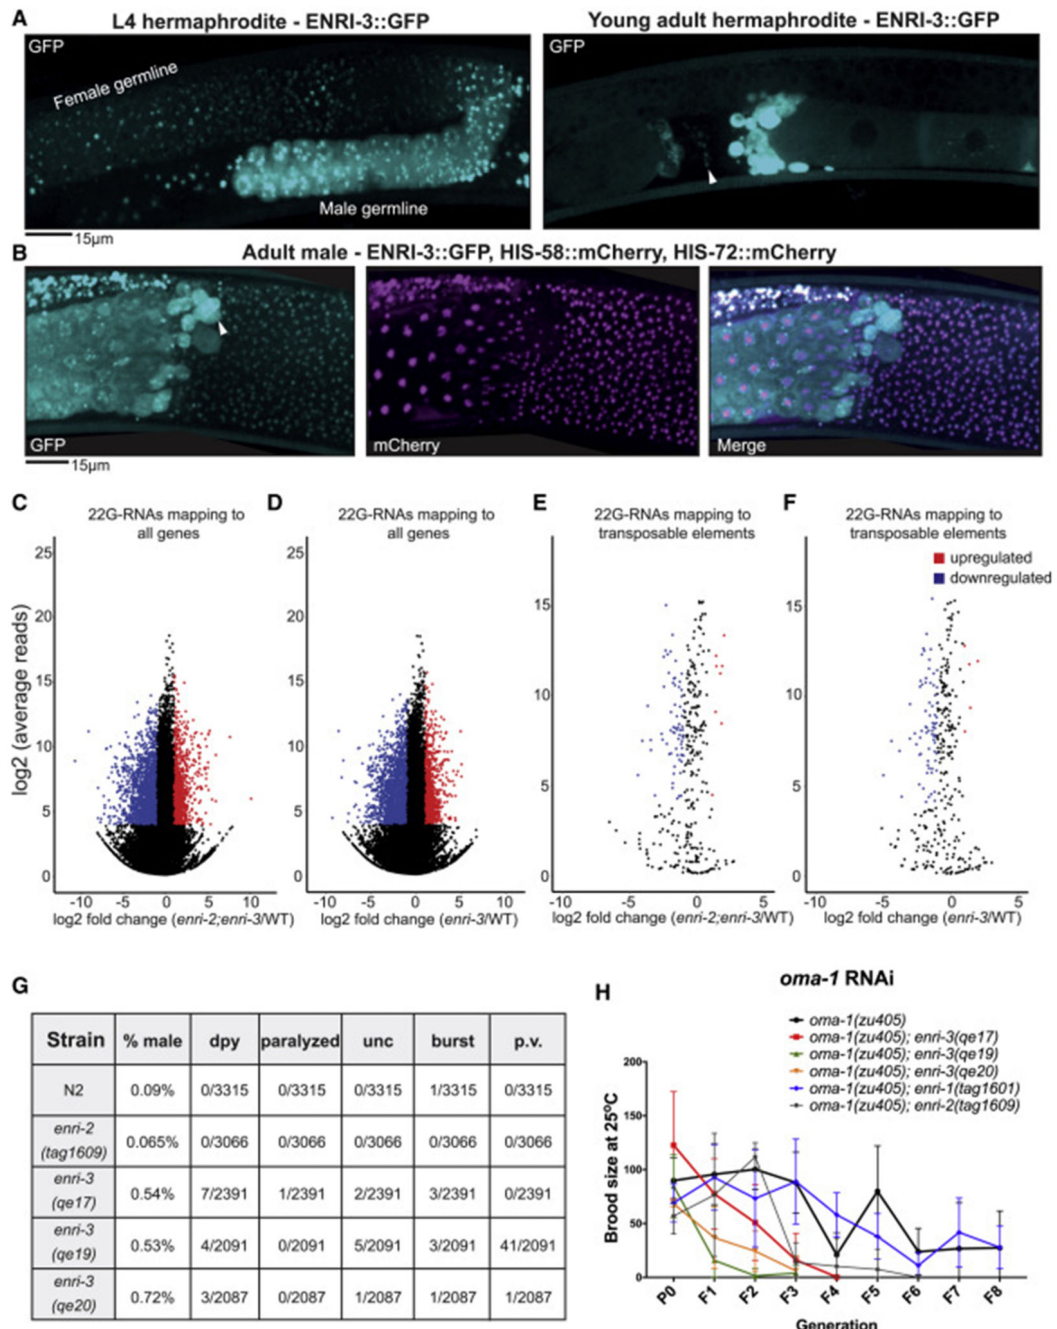 A
L4 hermaphrodite - ENRI-3::GFP
Young adult hermaphrodite - ENRI-3::GFP
GFP
Female germline
Male germline
GFP
15µm
B
Adult male - ENRI-3::GFP, HIS-58::mCherry, HIS-72::mCherry
GFP
mCherry
Merge
15µm
C
22G-RNAs mapping to
all genes
D
22G-RNAs mapping to
all genes
E
22G-RNAs mapping to
transposable elements
F
22G-RNAs mapping to
transposable elements
upregulated
downregulated
log2 (average reads)
25
20
15
10
5
0
-10 -5 0 5 10
log2 fold change (enri-2;enri-3/WT)
25
20
15
10
5
0
-10 -5 0 5 10
log2 fold change (enri-3/WT)
15
10
5
0
-10 -5 0 5
log2 fold change (enri-2;enri-3/WT)
15
10
5
0
-10 -5 0 5
log2 fold change (enri-3/WT)
G
Strain % male dpy paralyzed unc burst p.v.
N2 0.09% 0/3315 0/3315 0/3315 1/3315 0/3315
enri-2
(tag1609) 0.065% 0/3066 0/3066 0/3066 0/3066 0/3066
enri-3
(qe17) 0.54% 7/2391 1/2391 2/2391 3/2391 0/2391
enri-3
(qe19) 0.53% 4/2091 0/2091 5/2091 3/2091 41/2091
enri-3
(qe20) 0.72% 3/2087 0/2087 1/2087 1/2087 1/2087
H
oma-1 RNAi
oma-1(zu405)
oma-1(zu405); enri-3(qe17)
oma-1(zu405); enri-3(qe19)
oma-1(zu405); enri-3(qe20)
oma-1(zu405); enri-1(tag1601)
oma-1(zu405); enri-2(tag1609)
Brood size at 25ºC
200
150
100
50
0
P0 F1 F2 F3 F4 F5 F6 F7 F8
Generation